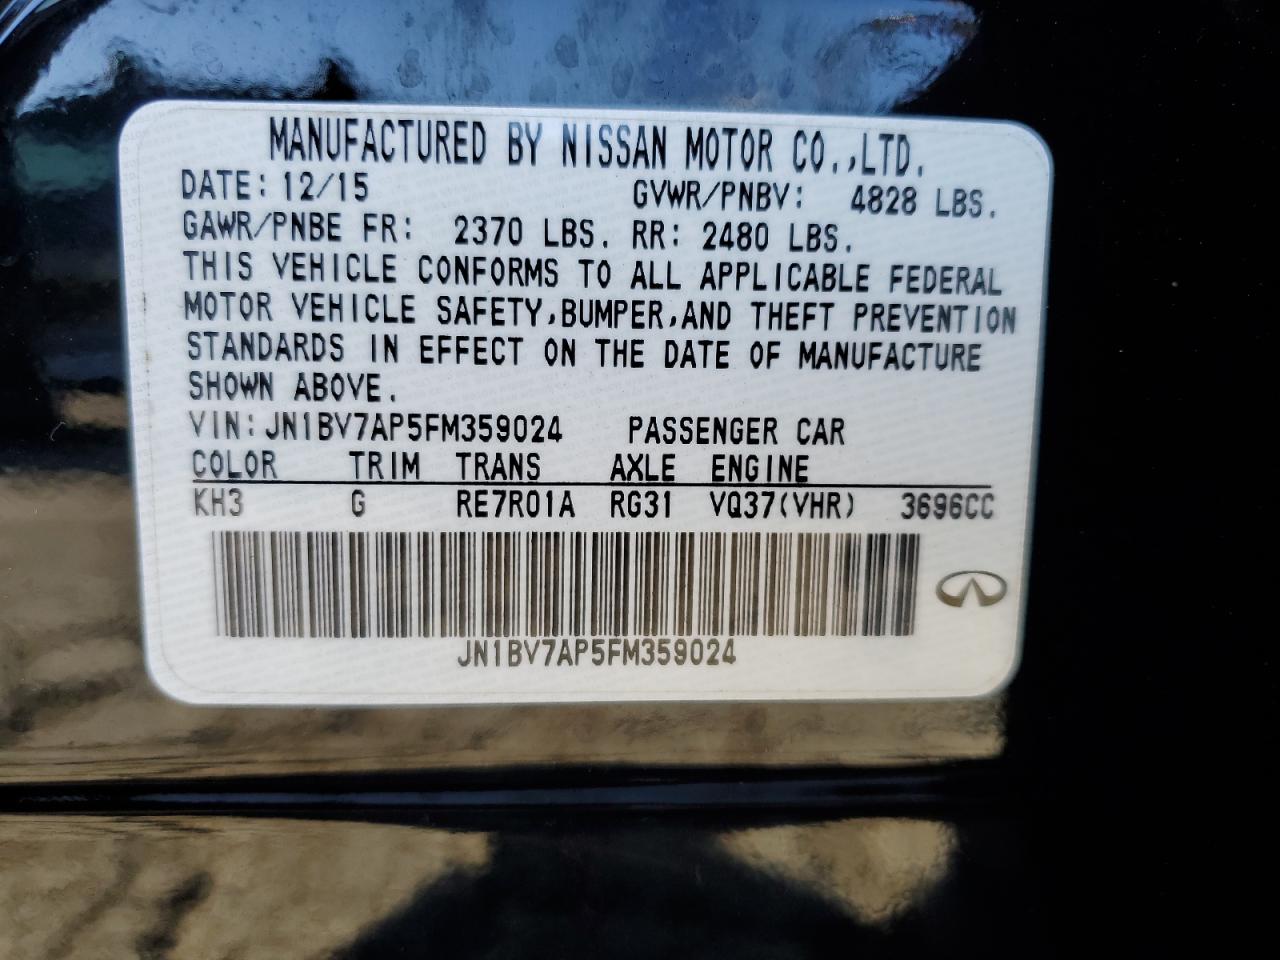 MANUFACTURED BY NISSAN MOTOR CO.,LTD.
DATE: 12/15 GVWR/PNBV: 4828 LBS.
GAWR/PNBE FR: 2370 LBS. RR: 2480 LBS.
THIS VEHICLE CONFORMS TO ALL APPLICABLE FEDERAL
MOTOR VEHICLE SAFETY,BUMPER,AND THEFT PREVENTION
STANDARDS IN EFFECT ON THE DATE OF MANUFACTURE
SHOWN ABOVE.
VIN:JN1BV7AP5FM359024 PASSENGER CAR
COLOR TRIM TRANS AXLE ENGINE
KH3 G RE7R01A RG31 VQ37(VHR) 3696CC
JN1BV7AP5FM359024